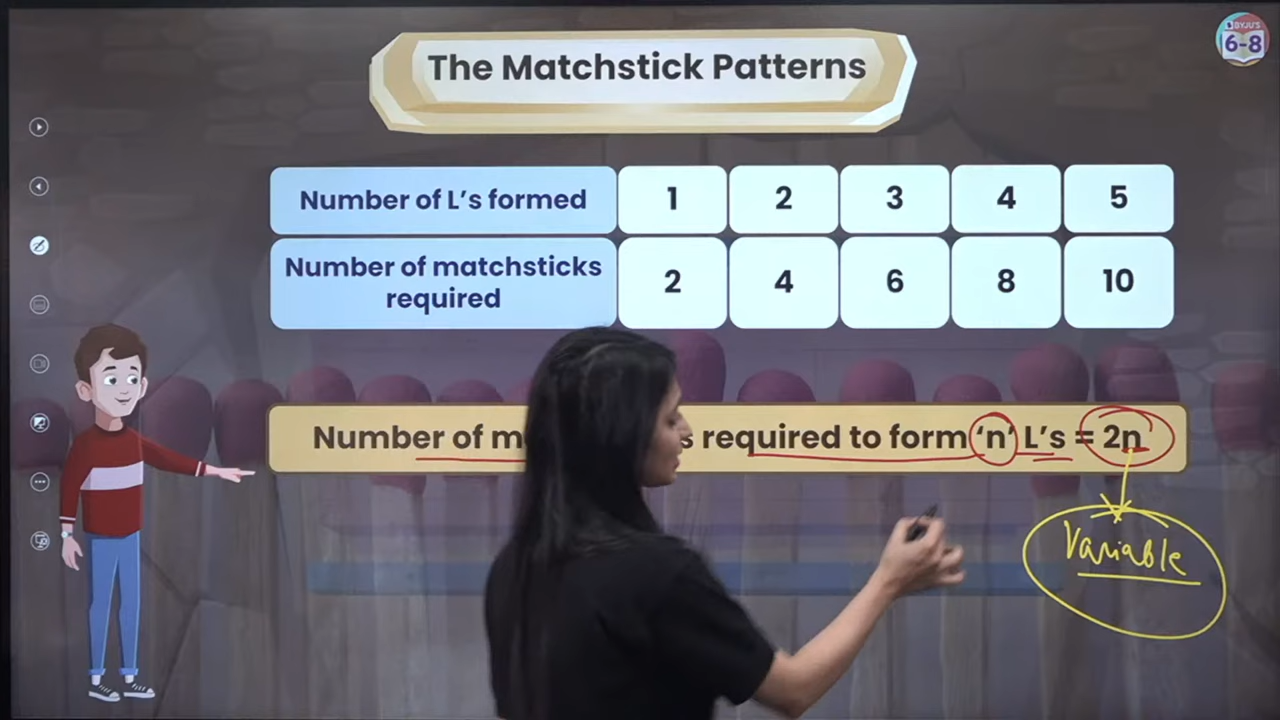 BYJU'S
6-8
The Matchstick Patterns
Number of L's formed 1 2 3 4 5
Number of matchsticks
required
2 4 6 8 10
Number of m s required to form 'n' L's = 2n
Variable